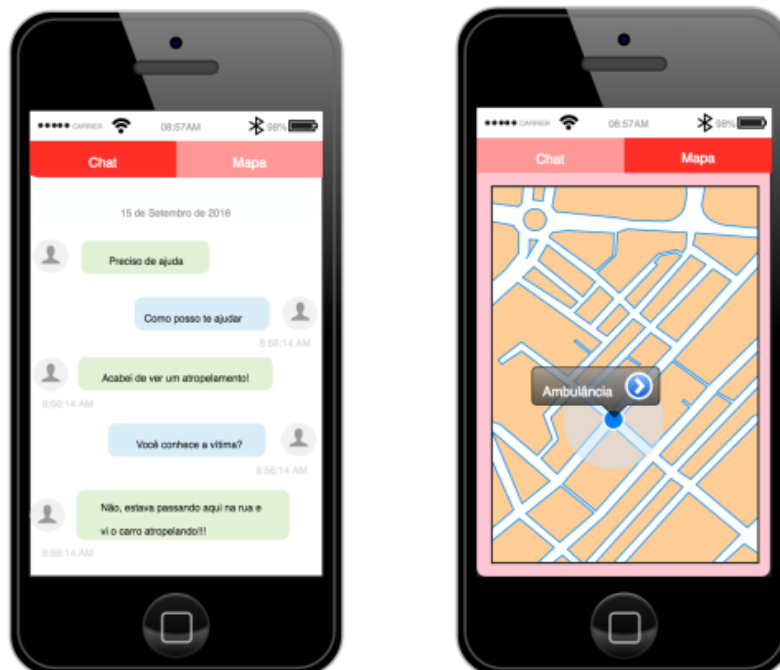 CARRIER 08:57AM 98%
Chat Mapa
15 de Setembro de 2016
Preciso de ajuda
Como posso te ajudar
8:56:14 AM
Acabei de ver um atropelamento!
8:56:14 AM
Você conhece a vítima?
8:56:14 AM
Não, estava passando aqui na rua e
vi o carro atropelando!!!
8:56:14 AM
CARRIER 08:57AM 98%
Chat Mapa
Ambulância